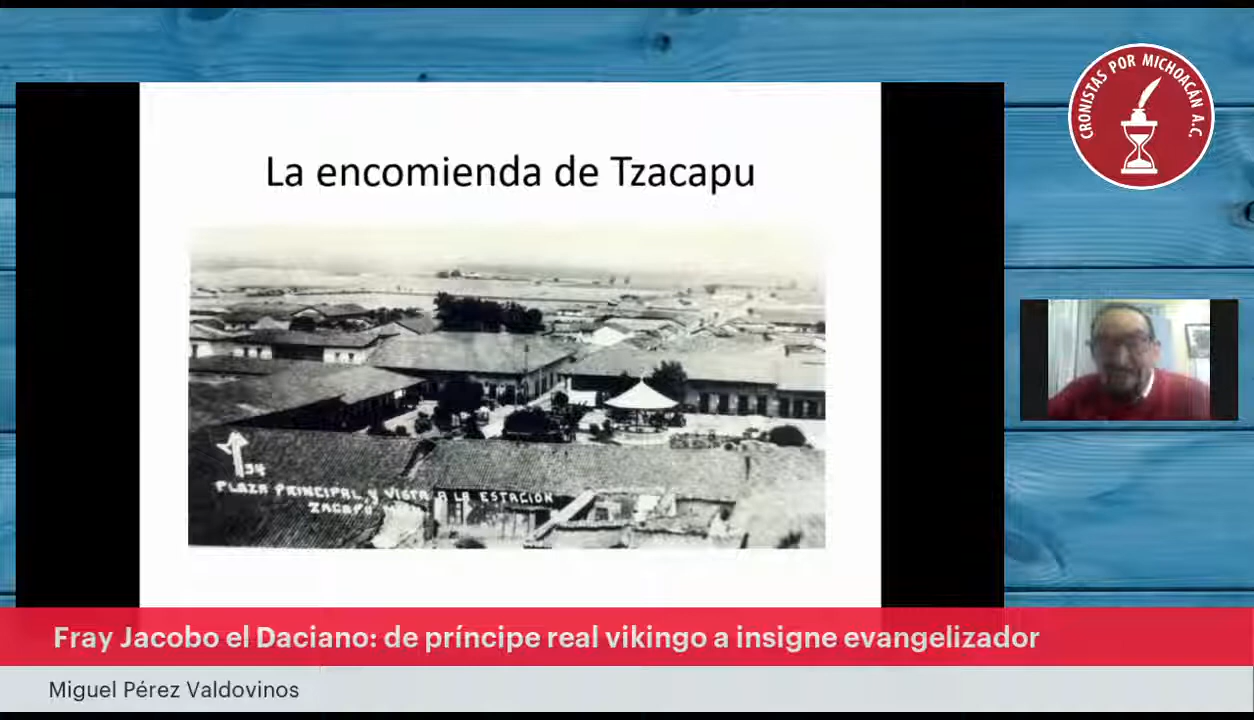 CRONISTAS POR MICHOACÁN A.C.
La encomienda de Tzacapu
94
PLAZA PRINCIPAL, y VISTA A LA ESTACION
ZACAPU
Fray Jacobo el Daciano: de príncipe real vikingo a insigne evangelizador
Miguel Pérez Valdovinos